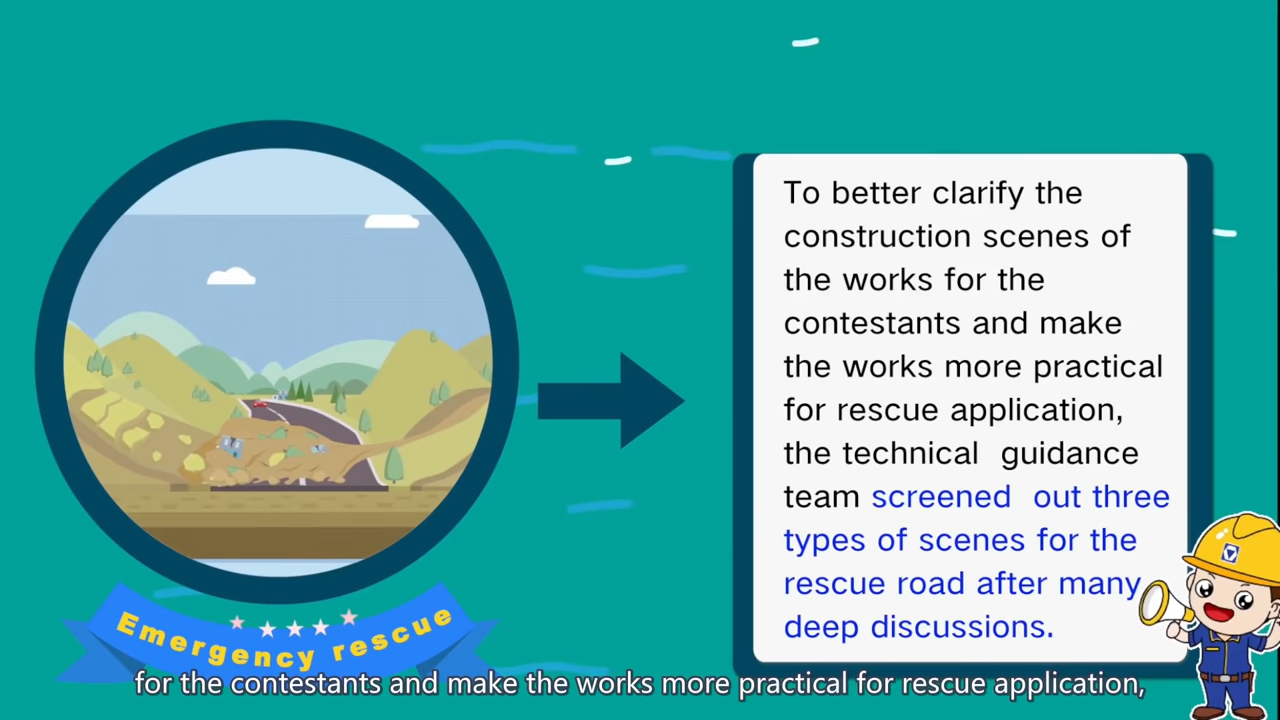 To better clarify the
construction scenes of
the works for the
contestants and make
the works more practical
for rescue application,
the technical guidance
team screened out three
types of scenes for the
rescue road after many
deep discussions.
Emergency rescue
for the contestants and make the works more practical for rescue application,